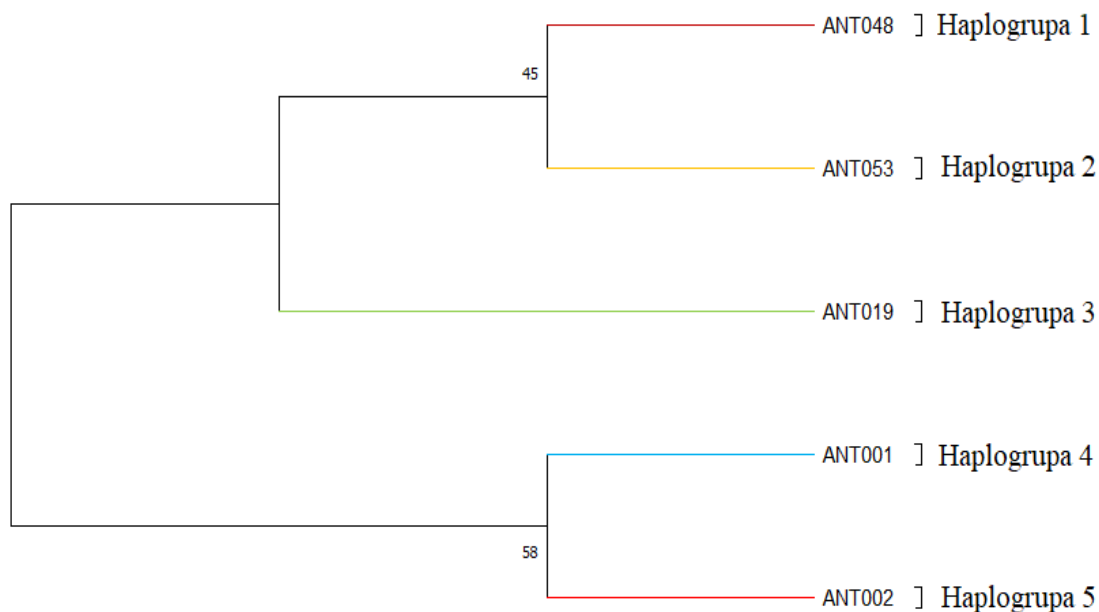 ANT048 ] Haplogrupa 1
45
ANT053 ] Haplogrupa 2
ANT019 ] Haplogrupa 3
ANT001 ] Haplogrupa 4
58
ANT002 ] Haplogrupa 5